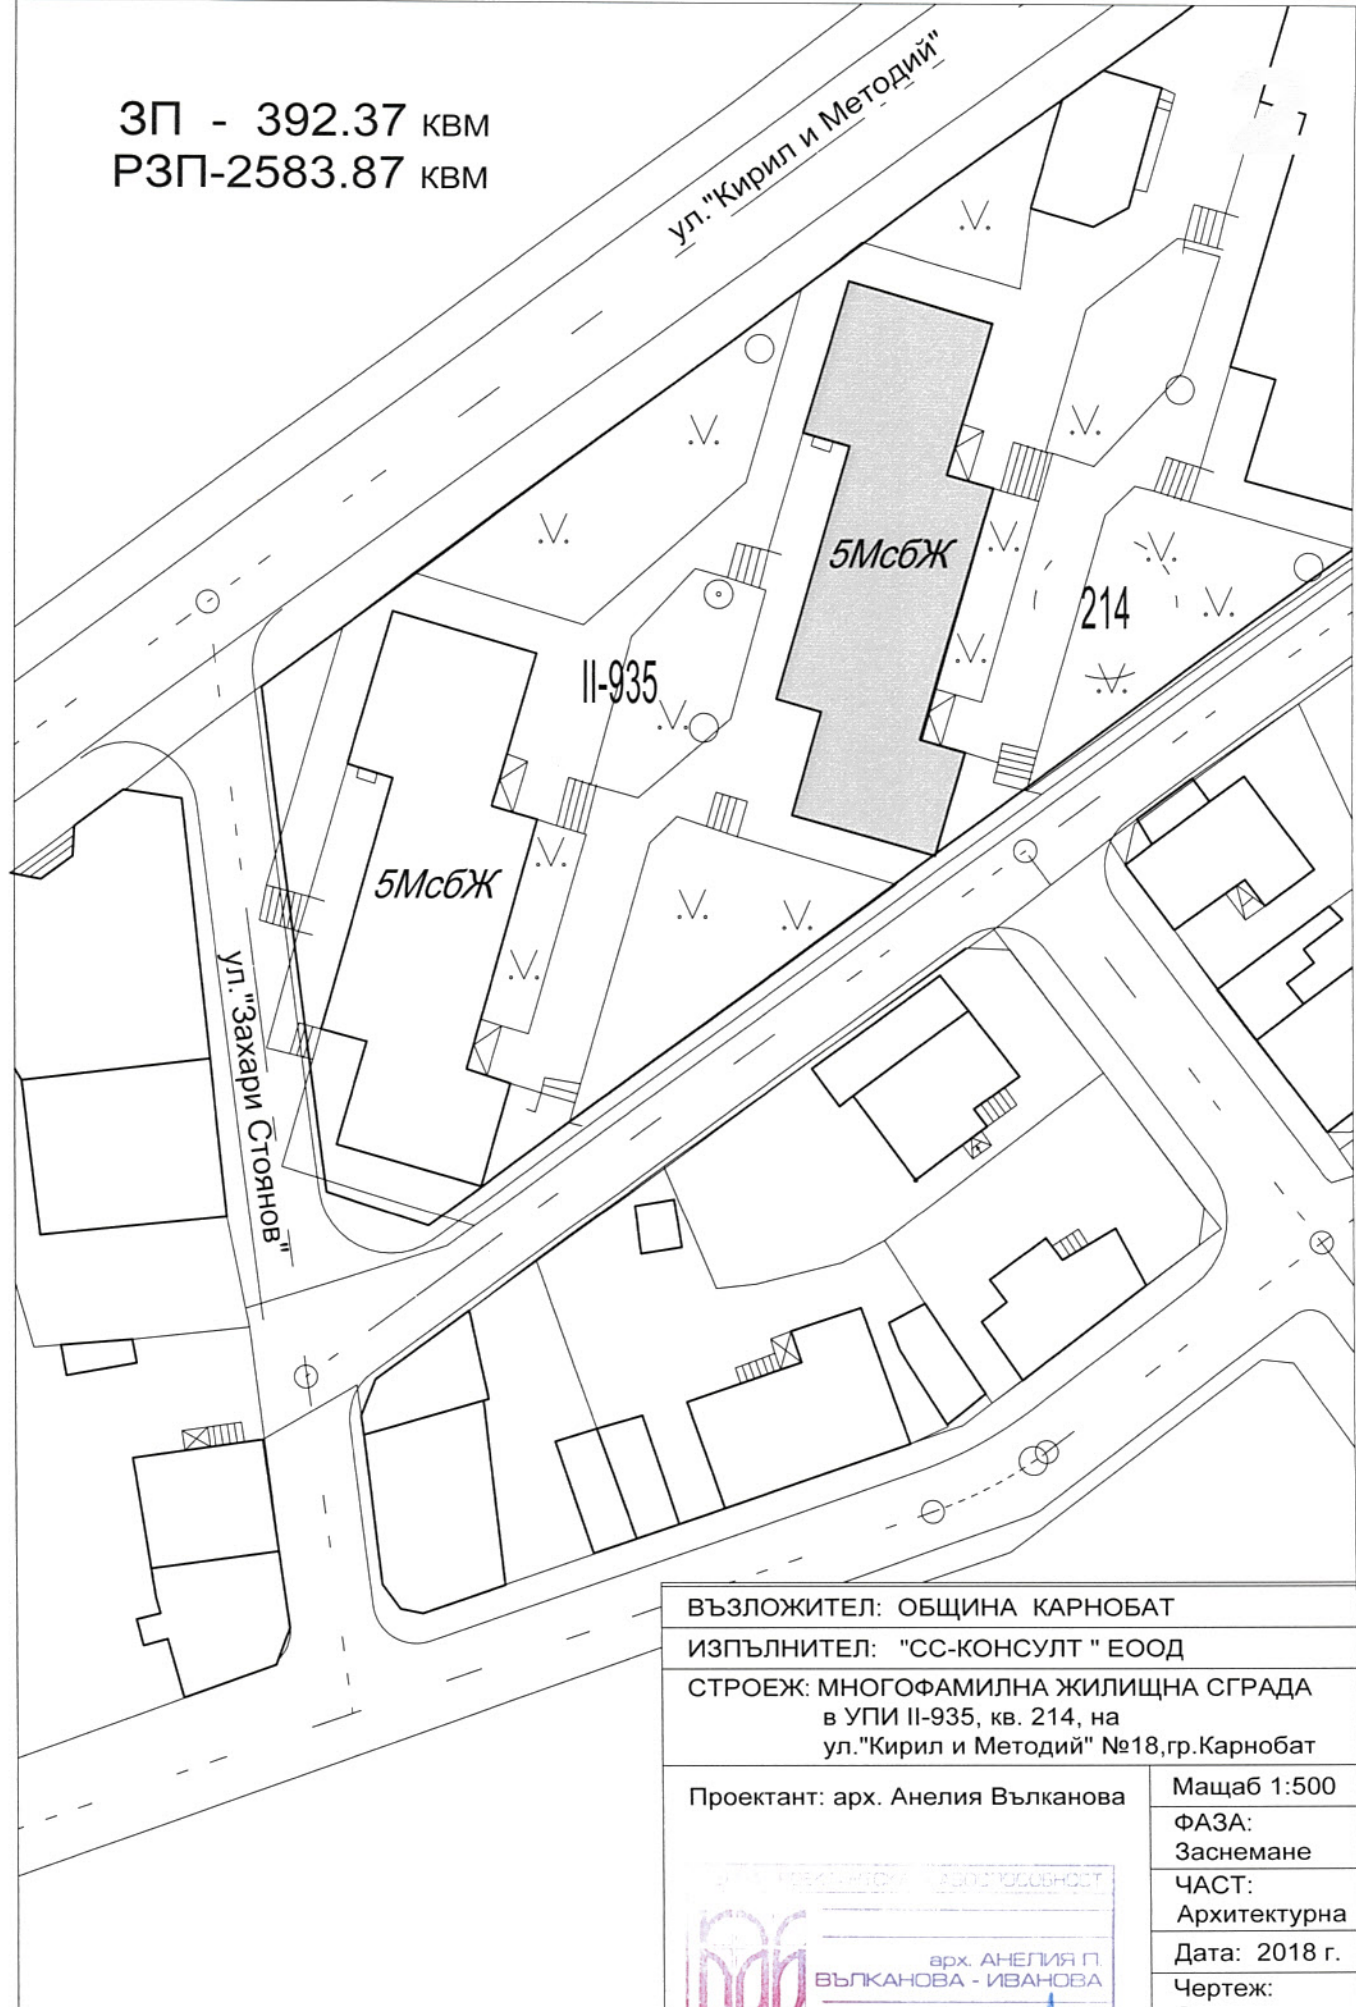 ЗП - 392.37 КВМ
РЗП-2583.87 КВМ
ул."Кирил и Методий"
5МсбЖ
214
II-935
5МсбЖ
ул."Захари Стоянов"
ВЪЗЛОЖИТЕЛ: ОБЩИНА КАРНОБАТ
ИЗПЪЛНИТЕЛ: "СС-КОНСУЛТ " ЕООД
СТРОЕЖ: МНОГОФАМИЛНА ЖИЛИЩНА СГРАДА
в УПИ II-935, кв. 214, на
ул."Кирил и Методий" №18,гр.Карнобат
Проектант: арх. Анелия Вълканова
Мащаб 1:500
ФАЗА:
Заснемане
ЧАСТ:
Архитектурна
Дата: 2018 г.
Чертеж:
арх. АНЕЛИЯ П.
ВЪЛКАНОВА - ИВАНОВА